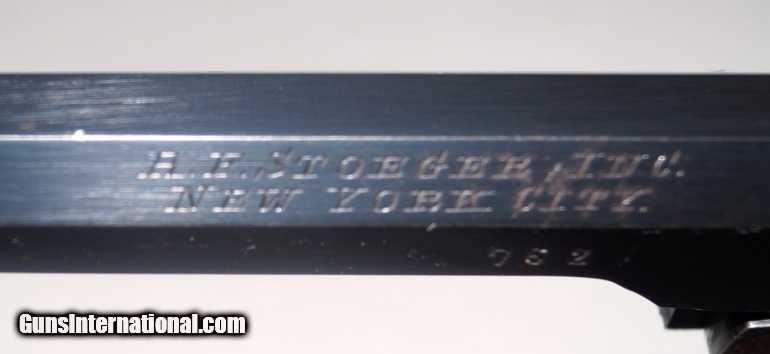 A.F. STOEGER, INC.
NEW YORK CITY.
762
GunsInternational.com